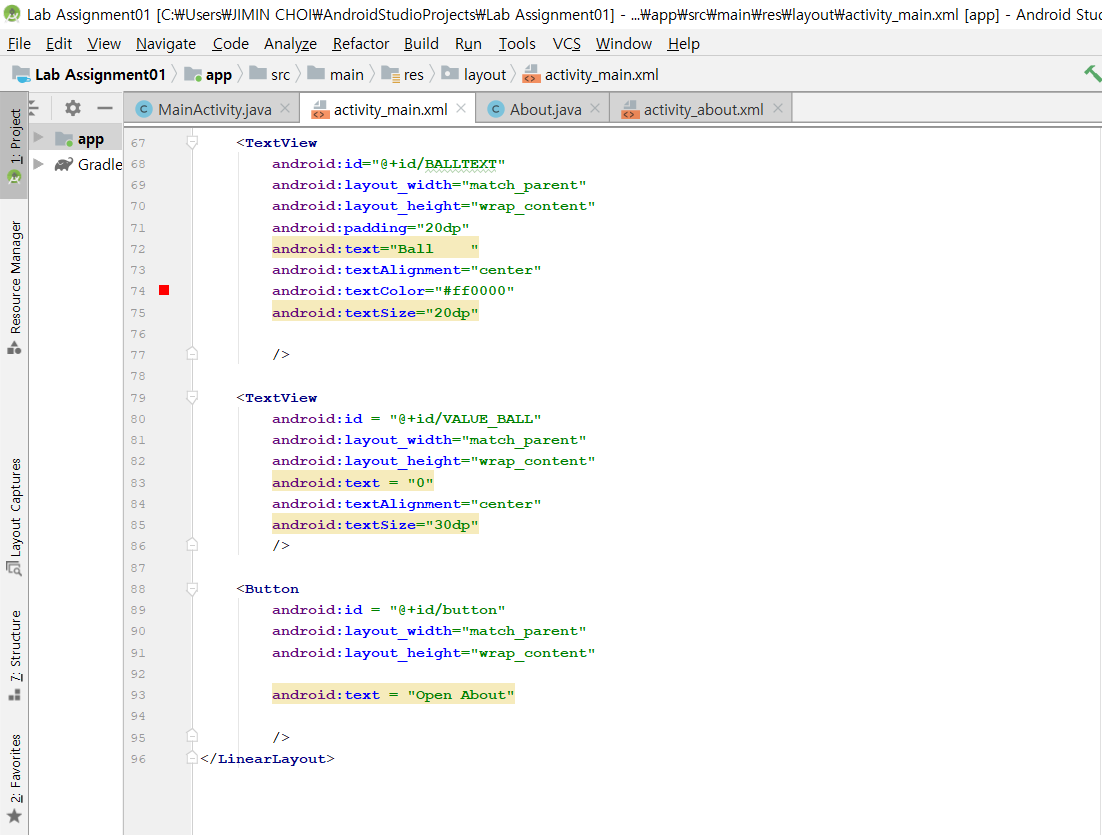 Lab Assignment01 [C:₩Users₩JIMIN CHOI₩AndroidStudioProjects₩Lab Assignment01] - ...₩app₩src₩main₩res₩layout₩activity_main.xml [app] - Android Stu
File Edit View Navigate Code Analyze Refactor Build Run Tools VCS Window Help
Lab Assignment01 app src main res layout activity_main.xml
MainActivity.java activity_main.xml About.java activity_about.xml
1: Project
app
Gradle
Resource Manager
Layout Captures
7: Structure
2: Favorites
67 <TextView
68 android:id="@+id/BALLTEXT"
69 android:layout_width="match_parent"
70 android:layout_height="wrap_content"
71 android:padding="20dp"
72 android:text="Ball    "
73 android:textAlignment="center"
74 android:textColor="#ff0000"
75 android:textSize="20dp"
76
77 />
78
79 <TextView
80 android:id = "@+id/VALUE_BALL"
81 android:layout_width="match_parent"
82 android:layout_height="wrap_content"
83 android:text = "0"
84 android:textAlignment="center"
85 android:textSize="30dp"
86 />
87
88 <Button
89 android:id = "@+id/button"
90 android:layout_width="match_parent"
91 android:layout_height="wrap_content"
92
93 android:text = "Open About"
94
95 />
96 </LinearLayout>